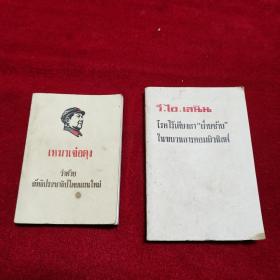 เหมาเจ๋อตุง
ว่าด้วย
ลัทธิประชาธิปไตยแผนใหม่
วี.ไอ.เลนิน
โรคไร้เดียงสา "ฝ่ายซ้าย"
ในขบวนการคอมมิวนิสต์